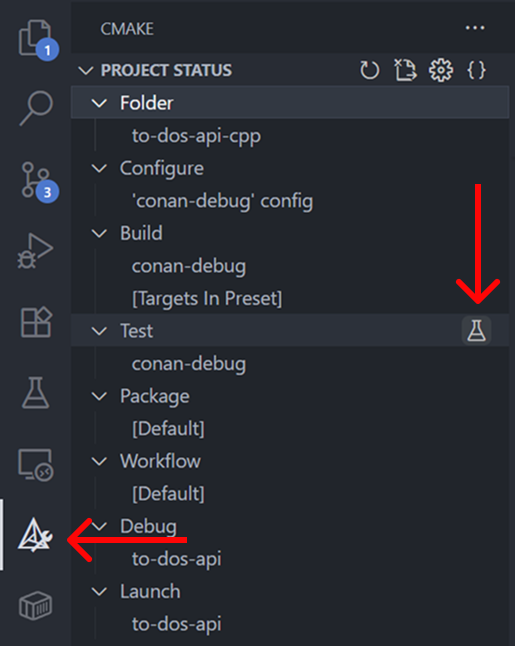 CMAKE
PROJECT STATUS
Folder
to-dos-api-cpp
Configure
'conan-debug' config
Build
conan-debug
[Targets In Preset]
Test
conan-debug
Package
[Default]
Workflow
[Default]
Debug
to-dos-api
Launch
to-dos-api
1
3